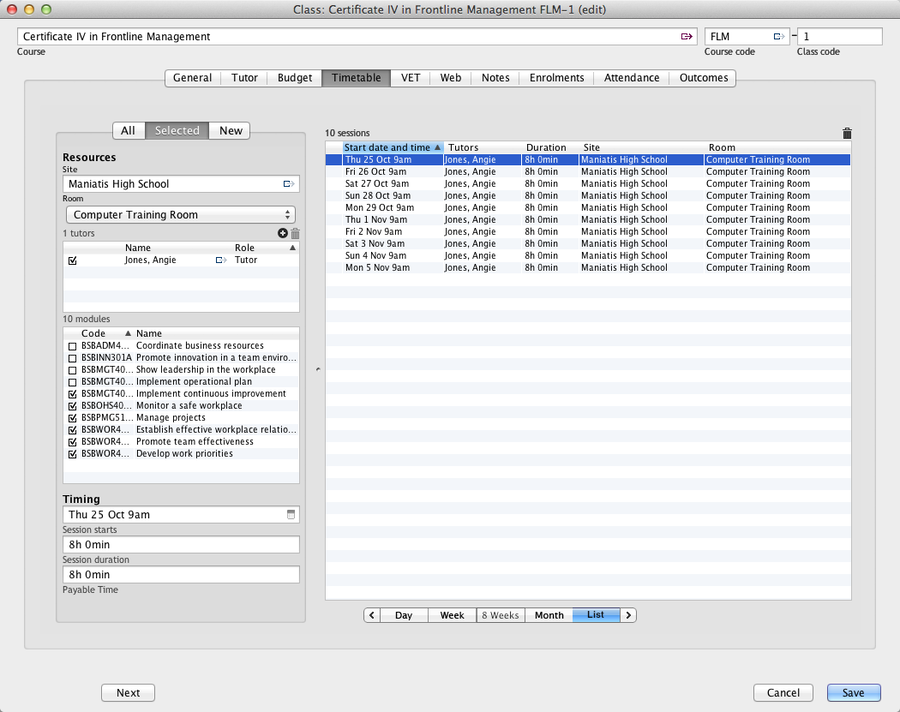 Class: Certificate IV in Frontline Management FLM-1 (edit)
Certificate IV in Frontline Management
FLM
-
1
Course
Course code
Class code
General Tutor Budget Timetable VET Web Notes Enrolments Attendance Outcomes
All Selected New
Resources
Site
Maniatis High School
Room
Computer Training Room
1 tutors
Name Role
Jones, Angie Tutor
10 modules
Code Name
BSBADM4... Coordinate business resources
BSBINN301A Promote innovation in a team enviro...
BSBMGT40... Show leadership in the workplace
BSBMGT40... Implement operational plan
BSBMGT40... Implement continuous improvement
BSBOHS40... Monitor a safe workplace
BSBPMG51... Manage projects
BSBWOR4... Establish effective workplace relatio...
BSBWOR4... Promote team effectiveness
BSBWOR4... Develop work priorities
Timing
Thu 25 Oct 9am
Session starts
8h 0min
Session duration
8h 0min
Payable Time
10 sessions
Start date and time Tutors Duration Site Room
Thu 25 Oct 9am Jones, Angie 8h 0min Maniatis High School Computer Training Room
Fri 26 Oct 9am Jones, Angie 8h 0min Maniatis High School Computer Training Room
Sat 27 Oct 9am Jones, Angie 8h 0min Maniatis High School Computer Training Room
Sun 28 Oct 9am Jones, Angie 8h 0min Maniatis High School Computer Training Room
Mon 29 Oct 9am Jones, Angie 8h 0min Maniatis High School Computer Training Room
Thu 1 Nov 9am Jones, Angie 8h 0min Maniatis High School Computer Training Room
Fri 2 Nov 9am Jones, Angie 8h 0min Maniatis High School Computer Training Room
Sat 3 Nov 9am Jones, Angie 8h 0min Maniatis High School Computer Training Room
Sun 4 Nov 9am Jones, Angie 8h 0min Maniatis High School Computer Training Room
Mon 5 Nov 9am Jones, Angie 8h 0min Maniatis High School Computer Training Room
< Day Week 8 Weeks Month List >
Next Cancel Save